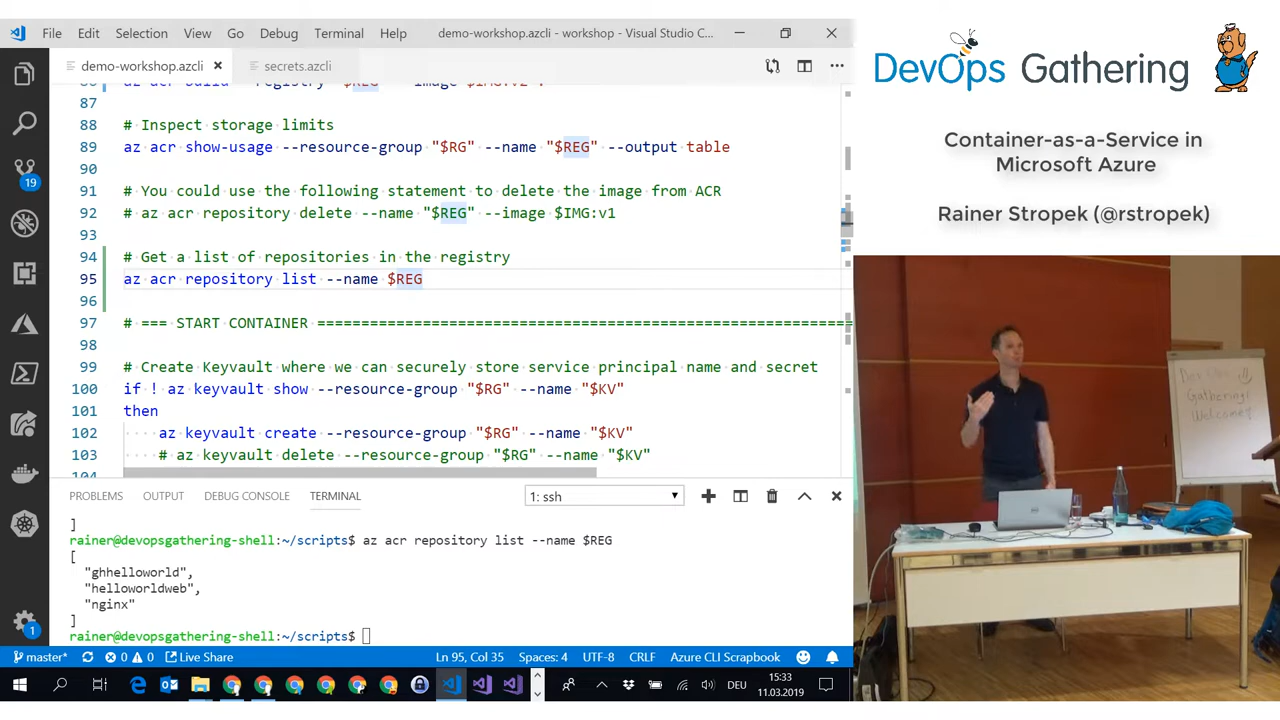 File Edit Selection View Go Debug Terminal Help demo-workshop.azcli - workshop - Visual Studio C...
demo-workshop.azcli secrets.azcli
87
88 # Inspect storage limits
89 az acr show-usage --resource-group "$RG" --name "$REG" --output table
90
91 # You could use the following statement to delete the image from ACR
92 # az acr repository delete --name "$REG" --image $IMG:v1
93
94 # Get a list of repositories in the registry
95 az acr repository list --name $REG
96
97 # === START CONTAINER =============================================================
98
99 # Create Keyvault where we can securely store service principal name and secret
100 if ! az keyvault show --resource-group "$RG" --name "$KV"
101 then
102 az keyvault create --resource-group "$RG" --name "$KV"
103 # az keyvault delete --resource-group "$RG" --name "$KV"
19
1
PROBLEMS OUTPUT DEBUG CONSOLE TERMINAL 1: ssh
]
rainer@devopsgathering-shell:~/scripts$ az acr repository list --name $REG
[
"ghhelloworld",
"helloworldweb",
"nginx"
]
rainer@devopsgathering-shell:~/scripts$
master* 0 0 Live Share Ln 95, Col 35 Spaces: 4 UTF-8 CRLF Azure CLI Scrapbook
DEU 15:33
11.03.2019
DevOps Gathering
Container-as-a-Service in
Microsoft Azure
Rainer Stropek (@rstropek)
Gathering!
Welcome